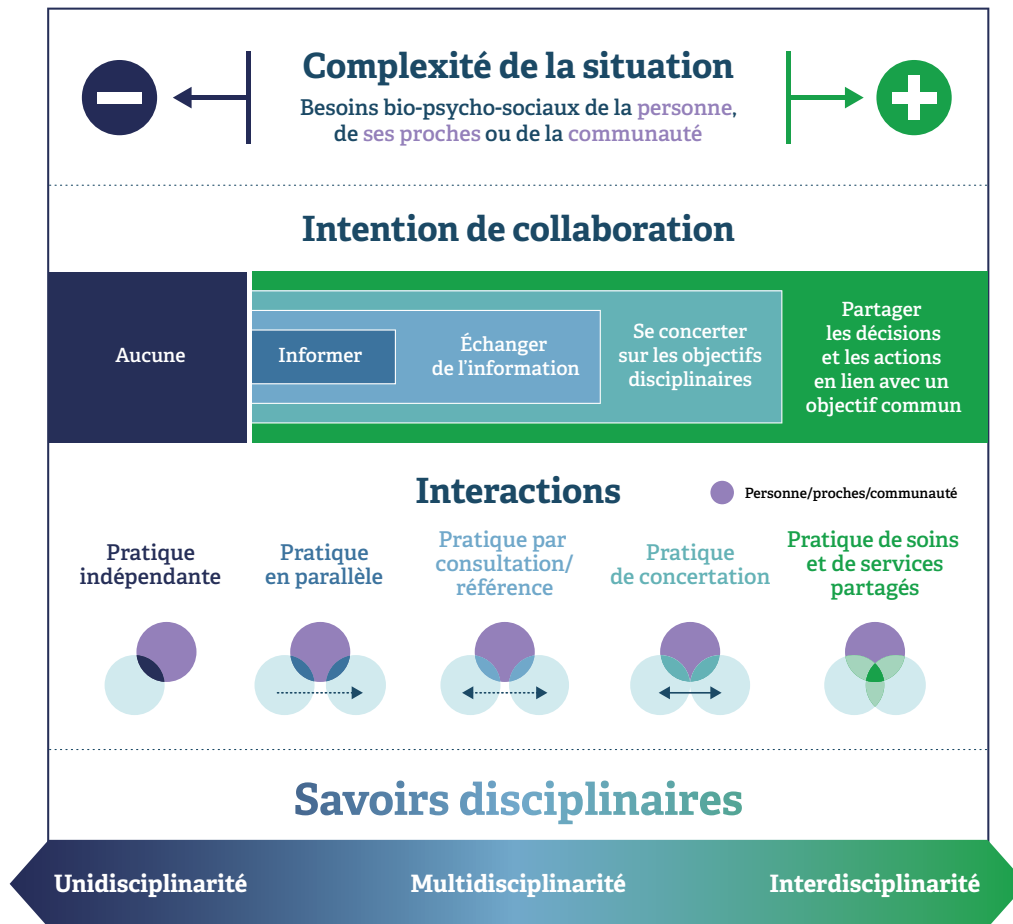 Complexité de la situation
Besoins bio-psycho-sociaux de la personne,
de ses proches ou de la communauté
Intention de collaboration
Aucune
Informer
Échanger
de l'information
Se concerter
sur les objectifs
disciplinaires
Partager
les décisions
et les actions
en lien avec un
objectif commun
Interactions
Personne/proches/communauté
Pratique
indépendante
Pratique
en parallèle
Pratique par
consultation/
référence
Pratique
de concertation
Pratique de soins
et de services
partagés
Savoirs disciplinaires
Unidisciplinarité
Multidisciplinarité
Interdisciplinarité